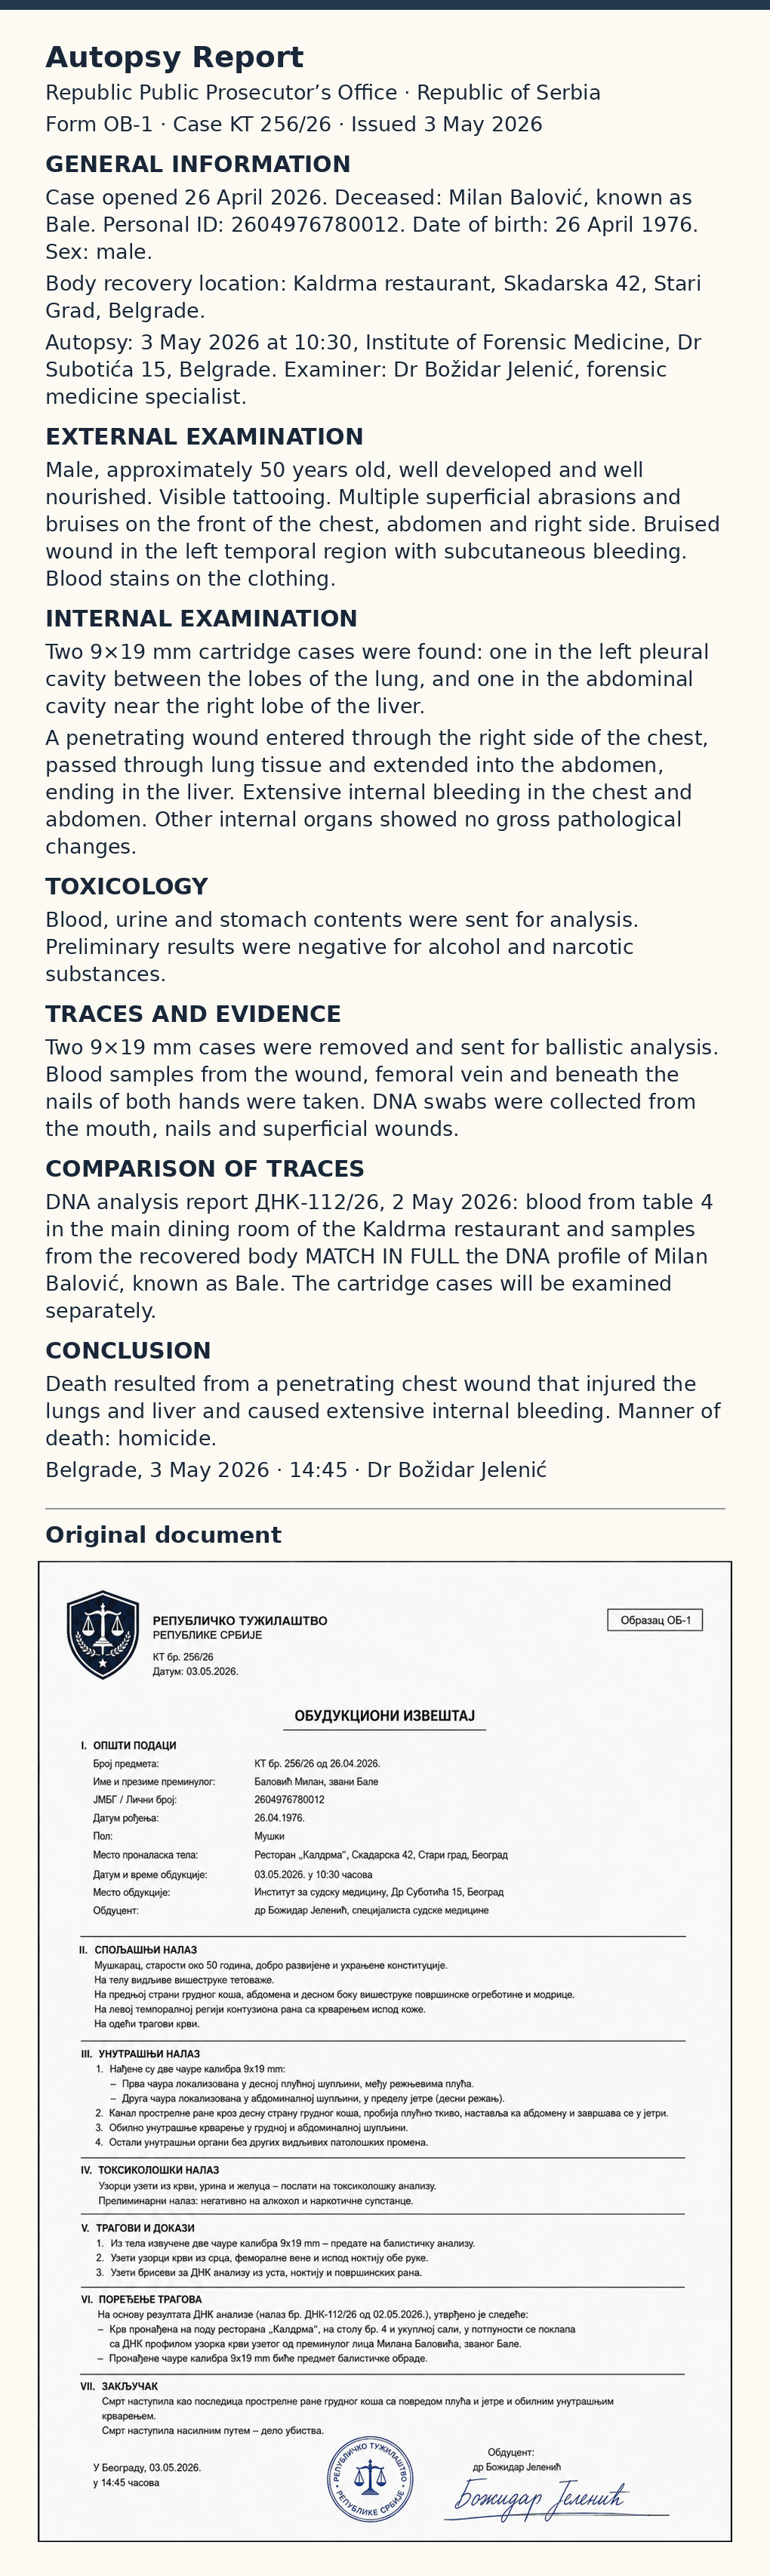 Autopsy Report
Republic Public Prosecutor’s Office · Republic of Serbia
Form OB-1 · Case KT 256/26 · Issued 3 May 2026
GENERAL INFORMATION
Case opened 26 April 2026. Deceased: Milan Balović, known as
Bale. Personal ID: 2604976780012. Date of birth: 26 April 1976.
Sex: male.
Body recovery location: Kaldrma restaurant, Skadarska 42, Stari
Grad, Belgrade.
Autopsy: 3 May 2026 at 10:30, Institute of Forensic Medicine, Dr
Subotića 15, Belgrade. Examiner: Dr Božidar Jelenić, forensic
medicine specialist.
EXTERNAL EXAMINATION
Male, approximately 50 years old, well developed and well
nourished. Visible tattooing. Multiple superficial abrasions and
bruises on the front of the chest, abdomen and right side. Bruised
wound in the left temporal region with subcutaneous bleeding.
Blood stains on the clothing.
INTERNAL EXAMINATION
Two 9×19 mm cartridge cases were found: one in the left pleural
cavity between the lobes of the lung, and one in the abdominal
cavity near the right lobe of the liver.
A penetrating wound entered through the right side of the chest,
passed through lung tissue and extended into the abdomen,
ending in the liver. Extensive internal bleeding in the chest and
abdomen. Other internal organs showed no gross pathological
changes.
TOXICOLOGY
Blood, urine and stomach contents were sent for analysis.
Preliminary results were negative for alcohol and narcotic
substances.
TRACES AND EVIDENCE
Two 9×19 mm cases were removed and sent for ballistic analysis.
Blood samples from the wound, femoral vein and beneath the
nails of both hands were taken. DNA swabs were collected from
the mouth, nails and superficial wounds.
COMPARISON OF TRACES
DNA analysis report ДНК-112/26, 2 May 2026: blood from table 4
in the main dining room of the Kaldrma restaurant and samples
from the recovered body MATCH IN FULL the DNA profile of Milan
Balović, known as Bale. The cartridge cases will be examined
separately.
CONCLUSION
Death resulted from a penetrating chest wound that injured the
lungs and liver and caused extensive internal bleeding. Manner of
death: homicide.
Belgrade, 3 May 2026 · 14:45 · Dr Božidar Jelenić
Original document
РЕПУБЛИЧКО ТУЖИЛАШТВО
РЕПУБЛИКЕ СРБИЈЕ
КТ бр. 256/26
Датум: 03.05.2026.
Образац ОБ-1
ОБУДУКЦИОНИ ИЗВЕШТАЈ
I. ОПШТИ ПОДАЦИ
Број предмета: КТ бр. 256/26 од 26.04.2026.
Име и презиме преминулог: Баловић Милан, звани Бале
ЈМБГ / Лични број: 2604976780012
Датум рођења: 26.04.1976.
Пол: Мушки
Место проналаска тела: Ресторан „Калдрма“, Скадарска 42, Стари град, Београд
Датум и време обдукције: 03.05.2026. у 10:30 часова
Место обдукције: Институт за судску медицину, Др Суботића 15, Београд
Обдуцент: др Божидар Јеленић, специјалиста судске медицине
II. СПОЉАШЊИ НАЛАЗ
Мушкарац, старости око 50 година, добро развијене и ухрањене конституције.
На телу видљиве вишеструке тетоваже.
На предњој страни грудног коша, абдомена и десном боку вишеструке површинске огреботине и модрице.
На левој темпоралној регији контузиона рана са крварењем испод коже.
На одећи трагови крви.
III. УНУТРАШЊИ НАЛАЗ
1. Нађене су две чауре калибра 9x19 mm:
– Прва чаура локализована у десној плућној шупљини, међу режњевима плућа.
– Друга чаура локализована у абдоминалној шупљини, у пределу јетре (десни режањ).
2. Канал прострелне ране кроз десну страну грудног коша, пробија плућно ткиво, наставља ка абдомену и завршава се у јетри.
3. Обилно унутрашње крварење у грудној и абдоминалној шупљини.
4. Остали унутрашњи органи без других видљивих патолошких промена.
IV. ТОКСИКОЛОШКИ НАЛАЗ
Узорци узети из крви, урина и желуца – послати на токсиколошку анализу.
Прелиминарни налаз: негативно на алкохол и наркотичне супстанце.
V. ТРАГОВИ И ДОКАЗИ
1. Из тела извучене две чауре калибра 9x19 mm – предате на балистичку анализу.
2. Узети узорци крви из срца, феморалне вене и испод ноктију обе руке.
3. Узети брисеви за ДНК анализу из уста, ноктију и површинских рана.
VI. ПОРЕЂЕЊЕ ТРАГОВА
На основу резултата ДНК анализе (налаз бр. ДНК-112/26 од 02.05.2026.), утврђено је следеће:
– Крв пронађена на поду ресторана „Калдрма“, на столу бр. 4 и укупној сали, у потпуности се поклапа
са ДНК профилом узорка крви узетог од преминулог лица Милана Баловића, званог Бале.
– Пронађене чауре калибра 9x19 mm биће предмет балистичке обраде.
VII. ЗАКЉУЧАК
Смрт наступила као последица прострелне ране грудног коша са повредом плућа и јетре и обилним унутрашњим
крварењем.
Смрт наступила насилним путем – дело убиства.
У Београду, 03.05.2026.
у 14:45 часова
РЕПУБЛИЧКО ТУЖИЛАШТВО
РЕПУБЛИКЕ СРБИЈЕ
Обдуцент:
др Божидар Јеленић
Божидар Јеленић